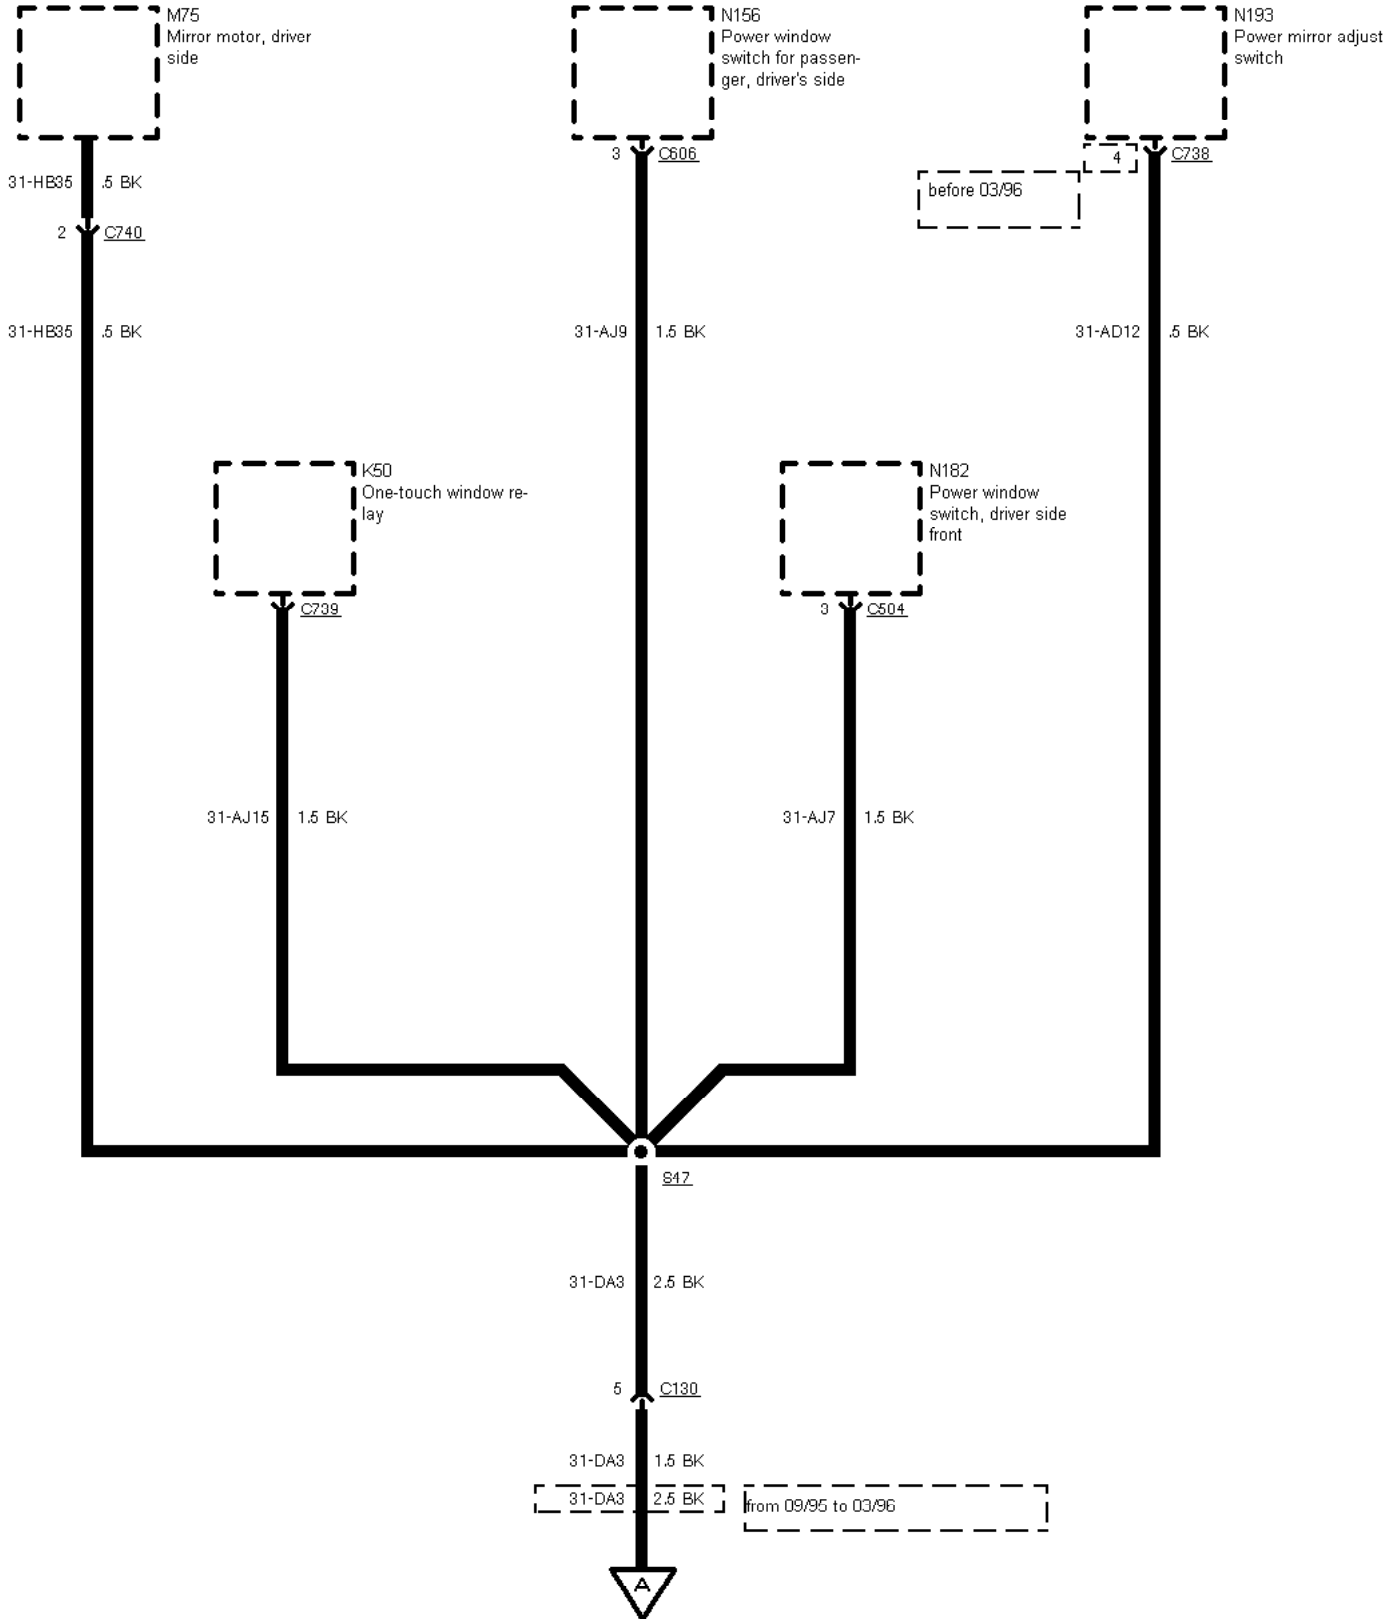 M75
Mirror motor, driver
side
N156
Power window
switch for passen-
ger, driver's side
N193
Power mirror adjust
switch
3 C606
4 C738
31-HB35 .5 BK
before 03/96
2 C740
31-HB35 .5 BK
31-AJ9 1.5 BK
31-AD12 .5 BK
K50
One-touch window re-
lay
N182
Power window
switch, driver side
front
C739
3 C504
31-AJ15 1.5 BK
31-AJ7 1.5 BK
S47
31-DA3 2.5 BK
5 C130
31-DA3 1.5 BK
31-DA3 2.5 BK
from 09/95 to 03/96
A